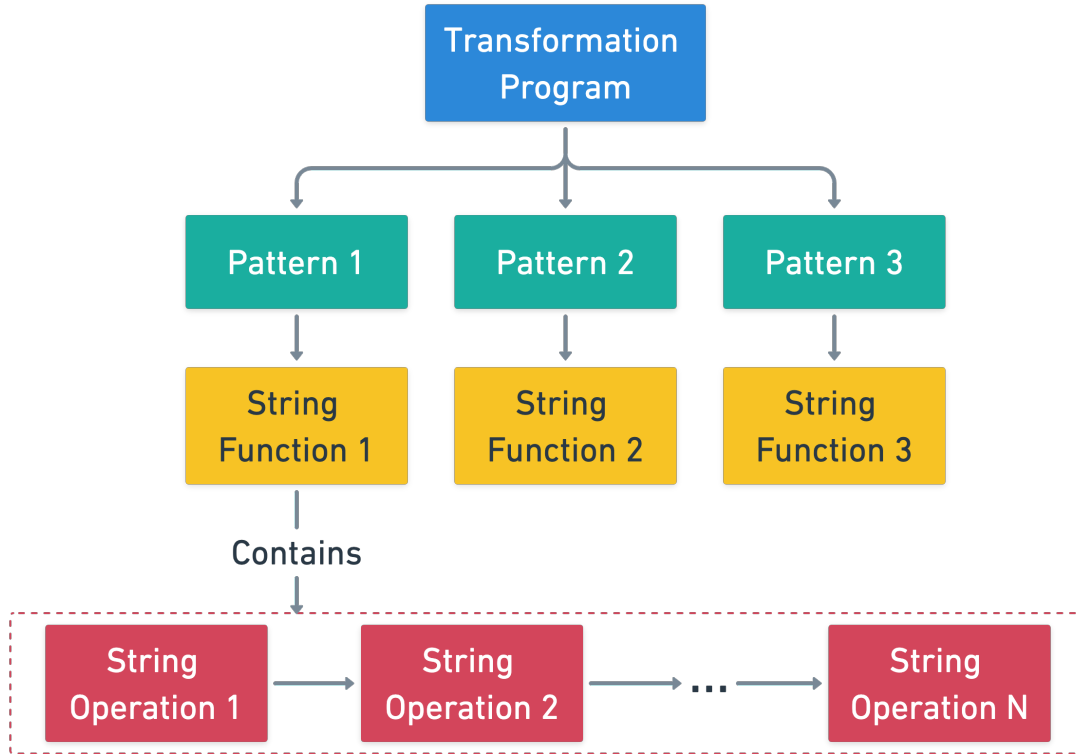 Transformation
Program
Pattern 1
Pattern 2
Pattern 3
String
Function 1
String
Function 2
String
Function 3
Contains
String
Operation 1
String
Operation 2
...
String
Operation N